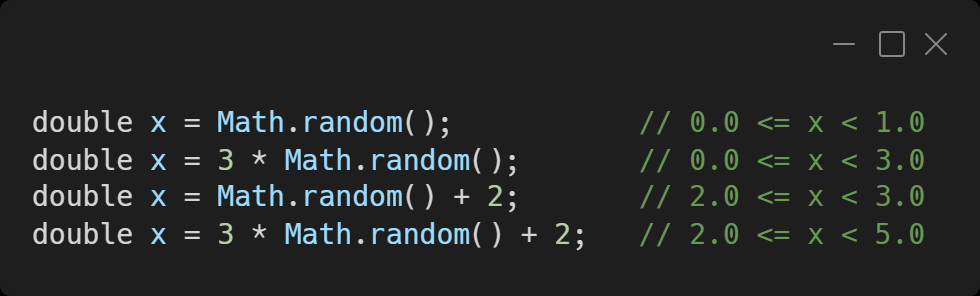 double x = Math.random();           // 0.0 <= x < 1.0
double x = 3 * Math.random();       // 0.0 <= x < 3.0
double x = Math.random() + 2;       // 2.0 <= x < 3.0
double x = 3 * Math.random() + 2;   // 2.0 <= x < 5.0